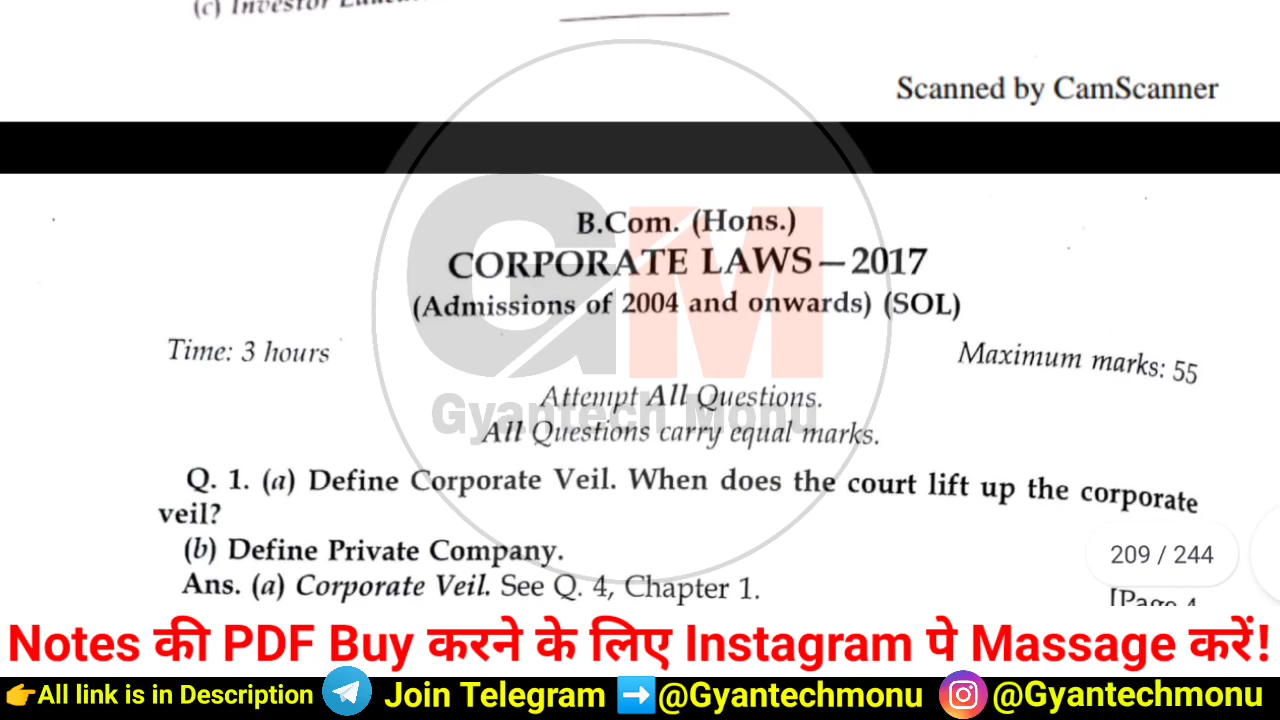 (c) Investor
Scanned by CamScanner
B.Com. (Hons.)
CORPORATE LAWS—2017
(Admissions of 2004 and onwards) (SOL)
Time: 3 hours
Maximum marks: 55
Attempt All Questions.
Gyantech Monu
All Questions carry equal marks.
Q. 1. (a) Define Corporate Veil. When does the court lift up the corporate
veil?
(b) Define Private Company.
209 / 244
Ans. (a) Corporate Veil. See Q. 4, Chapter 1.
[Page 4
Notes की PDF Buy करने के लिए Instagram पे Massage करें!
👉All link is in Description Join Telegram ➡️@Gyantechmonu @Gyantechmonu